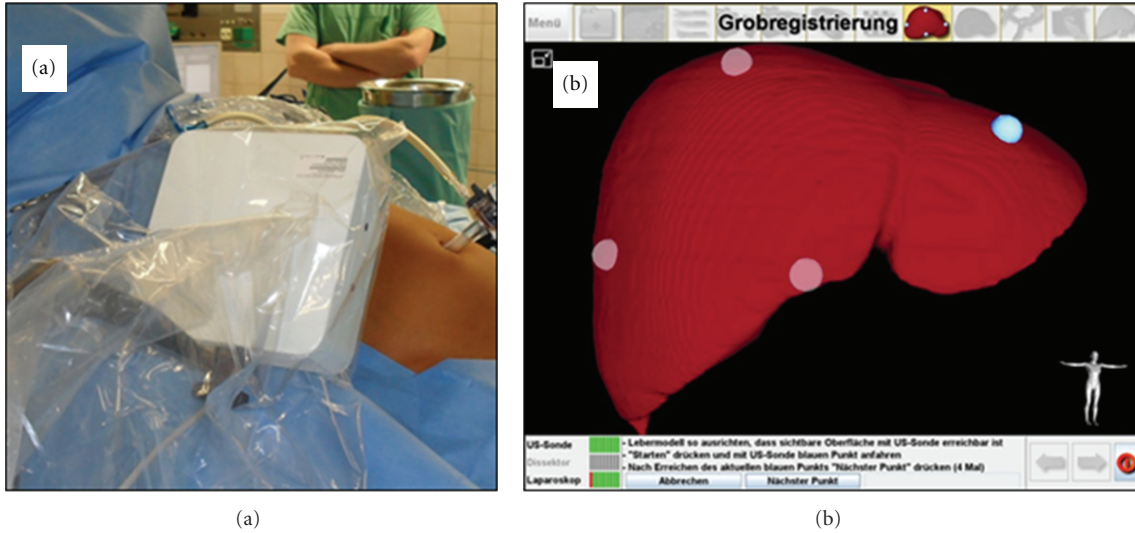 (a)
Menü
Grobregistrierung
(b)
US-Sonde
- Lebermodell so ausrichten, dass sichtbare Oberfläche mit US-Sonde erreichbar ist
Dissektor
- "Starten" drücken und mit US-Sonde blauen Punkt anfahren
- Nach Erreichen des aktuellen blauen Punkts "Nächster Punkt" drücken (4 Mal)
Laparoskop
Abbrechen
Nächster Punkt
(a)
(b)